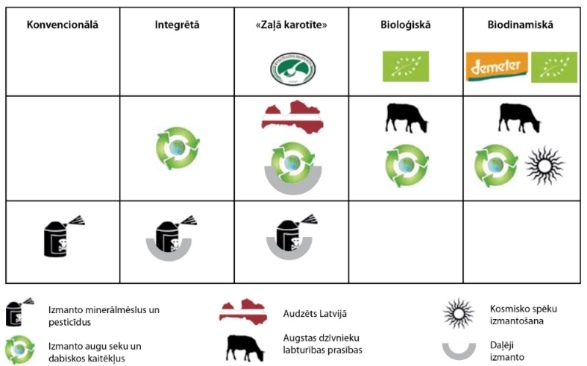 Konvencionālā
Integrētā
«Zaļā karotīte»
Bioloģiskā
Biodinamiskā
demeter
Izmanto minerālmēslus un
pesticīdus
Audzēts Latvijā
Kosmisko spēku
izmantošana
Izmanto augu seku un
dabiskos kaitēkļus
Augstas dzīvnieku
labturības prasības
Daļēji
izmanto